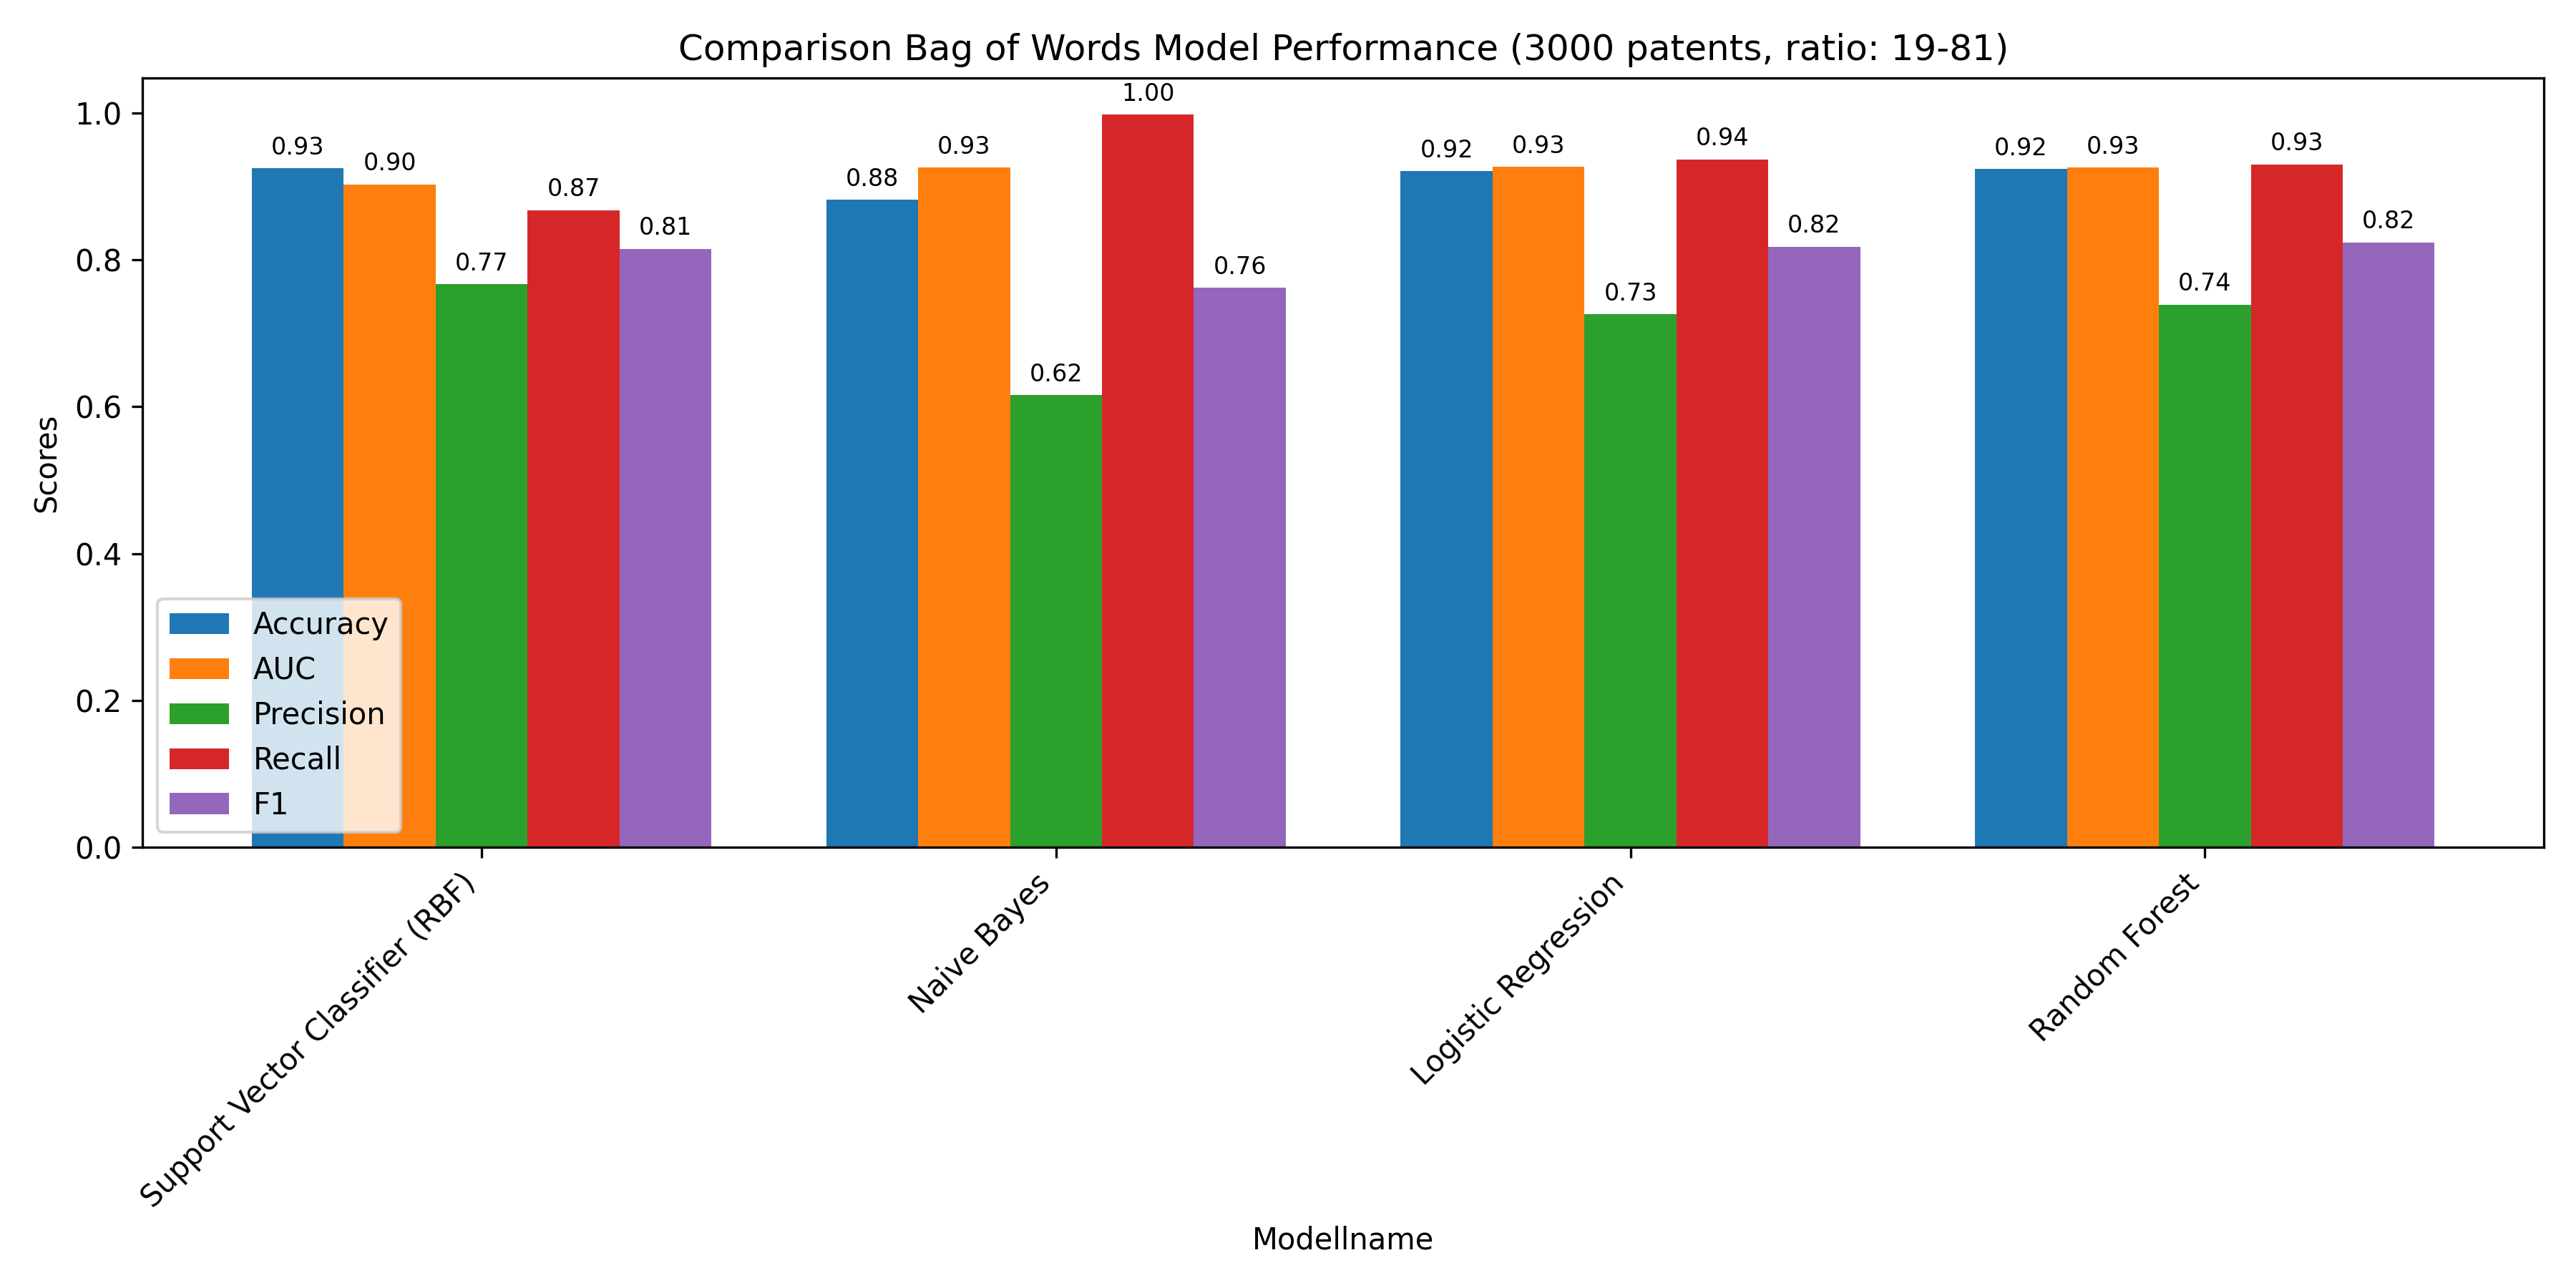 Comparison Bag of Words Model Performance (3000 patents, ratio: 19-81)
Scores
1.0
0.8
0.6
0.4
0.2
0.0
0.93
0.90
0.77
0.87
0.81
0.88
0.93
0.62
1.00
0.76
0.92
0.93
0.73
0.94
0.82
0.92
0.93
0.74
0.93
0.82
Accuracy
AUC
Precision
Recall
F1
Support Vector Classifier (RBF)
Naive Bayes
Logistic Regression
Random Forest
Modellname